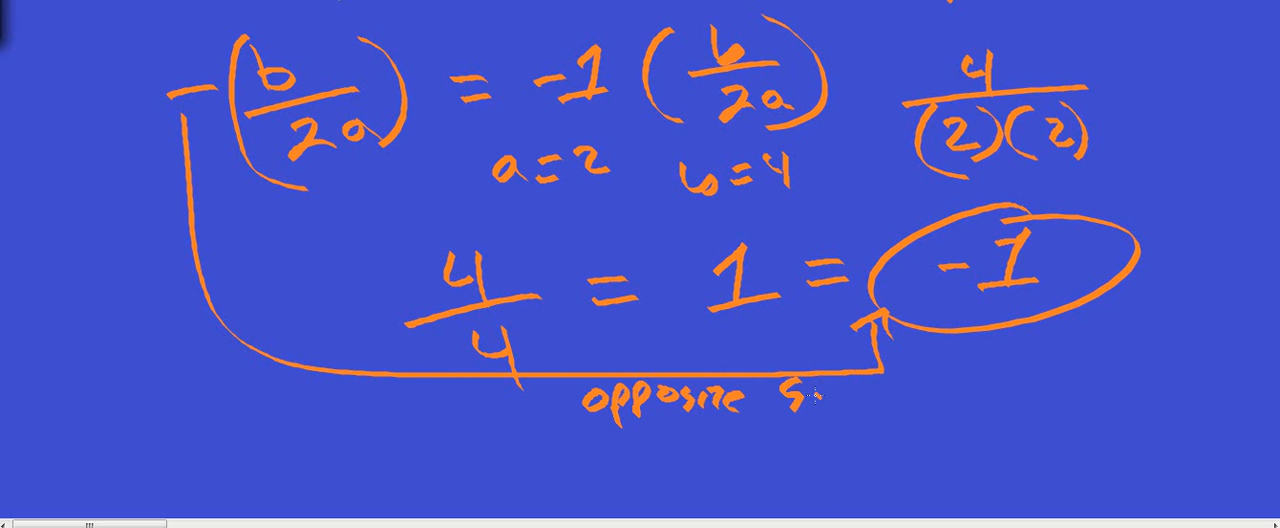 -(b/2a) = -1(b/2a) 4/(2)(2)
a=2 b=4
4/4 = 1 = -1
opposite